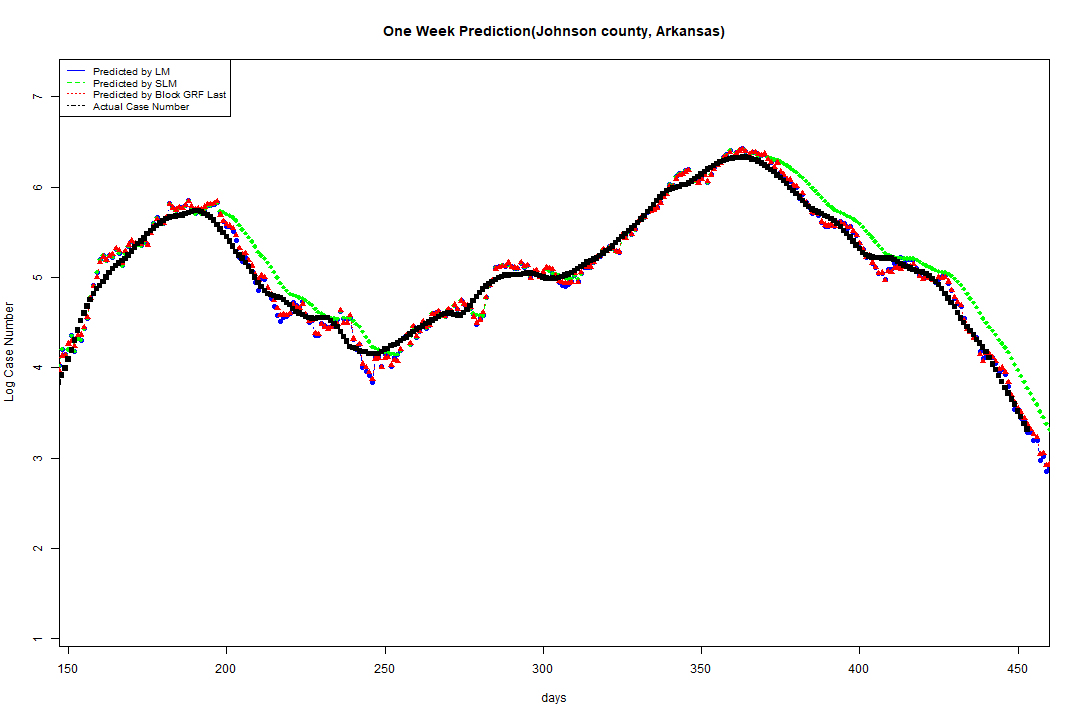 One Week Prediction(Johnson county, Arkansas)
Predicted by LM
Predicted by SLM
Predicted by Block GRF Last
Actual Case Number
7
6
5
4
3
2
1
Log Case Number
150 200 250 300 350 400 450
days